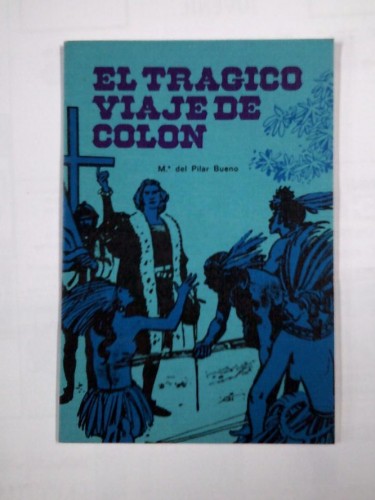 EL TRAGICO
VIAJE DE
COLON
M.ª del Pilar Bueno